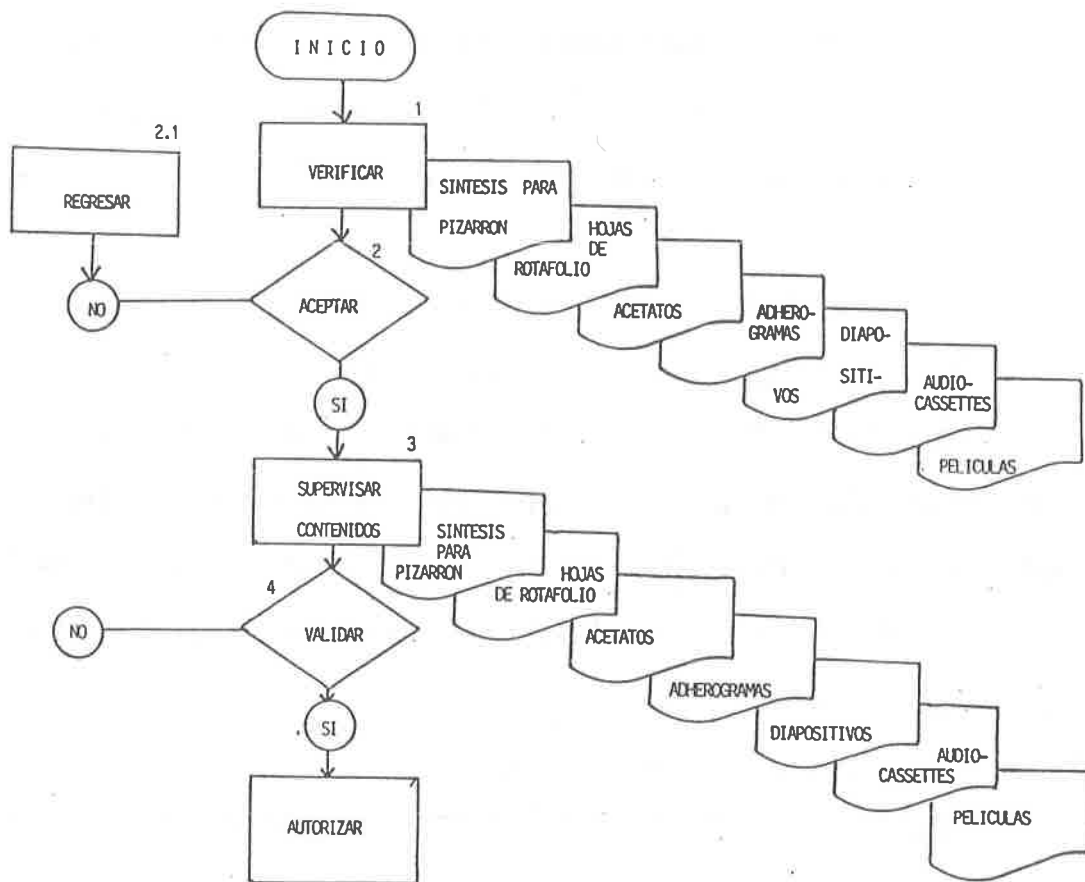 INICIO
1
VERIFICAR
2.1
REGRESAR
SINTESIS PARA
PIZARRON
HOJAS
DE
ROTAFOLIO
ACETATOS
ADHERO-
GRAMAS
DIAPO-
SITI-
VOS
AUDIO-
CASSETTES
PELICULAS
2
ACEPTAR
NO
SI
3
SUPERVISAR
CONTENIDOS
SINTESIS
PARA
PIZARRON
HOJAS
DE ROTAFOLIO
ACETATOS
ADHEROGRAMAS
DIAPOSITIVOS
AUDIO-
CASSETTES
PELICULAS
4
VALIDAR
NO
SI
AUTORIZAR